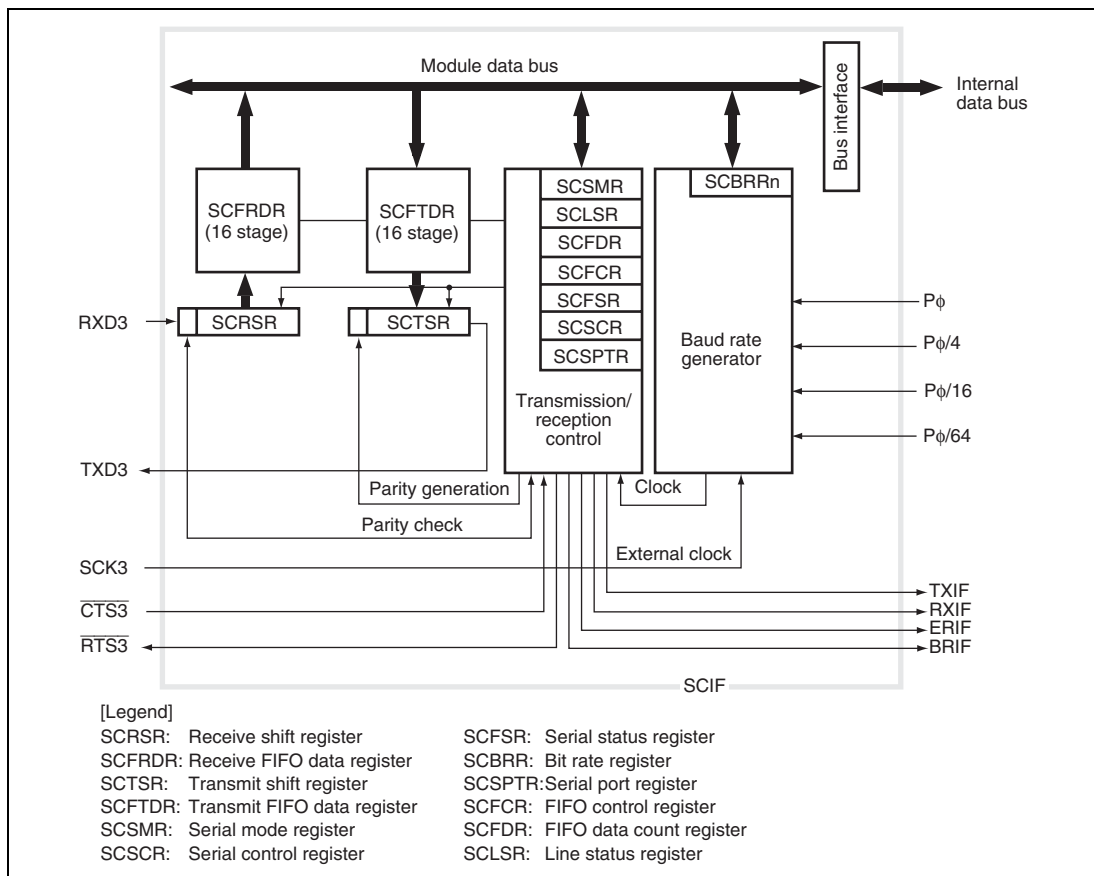 Module data bus
Bus interface
Internal
data bus
SCFRDR
(16 stage)
SCFTDR
(16 stage)
SCSMR
SCLSR
SCFDR
SCFCR
SCFSR
SCSCR
SCSPTR
Transmission/
reception
control
SCBRRn
Baud rate
generator
Pϕ
Pϕ/4
Pϕ/16
Pϕ/64
RXD3
SCRSR
SCTSR
TXD3
Parity generation
Clock
Parity check
SCK3
External clock
CTS3
RTS3
TXIF
RXIF
ERIF
BRIF
SCIF
[Legend]
SCRSR: Receive shift register
SCFRDR: Receive FIFO data register
SCTSR: Transmit shift register
SCFTDR: Transmit FIFO data register
SCSMR: Serial mode register
SCSCR: Serial control register
SCFSR: Serial status register
SCBRR: Bit rate register
SCSPTR:Serial port register
SCFCR: FIFO control register
SCFDR: FIFO data count register
SCLSR: Line status register